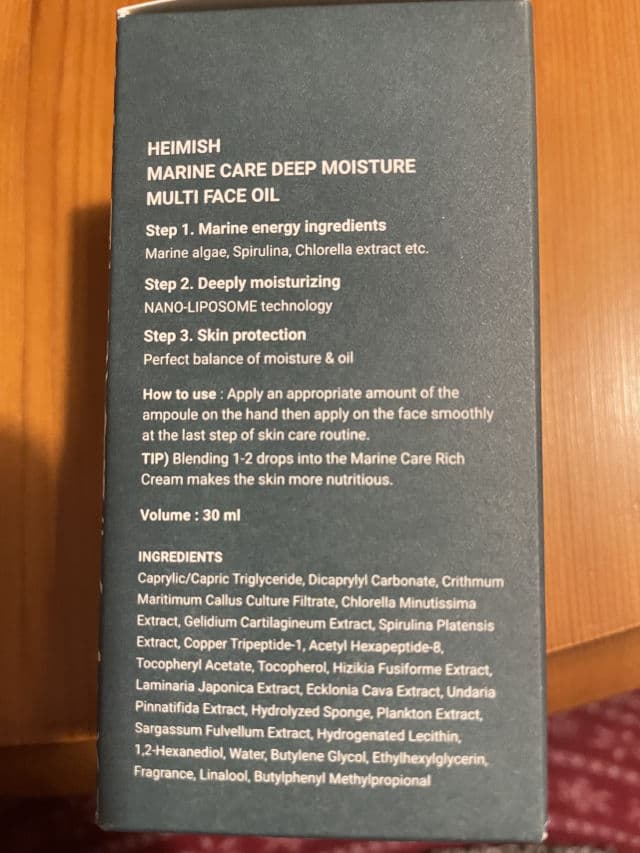 HEIMISH
MARINE CARE DEEP MOISTURE
MULTI FACE OIL
Step 1. Marine energy ingredients
Marine algae, Spirulina, Chlorella extract etc.
Step 2. Deeply moisturizing
NANO-LIPOSOME technology
Step 3. Skin protection
Perfect balance of moisture & oil
How to use : Apply an appropriate amount of the
ampoule on the hand then apply on the face smoothly
at the last step of skin care routine.
TIP) Blending 1-2 drops into the Marine Care Rich
Cream makes the skin more nutritious.
Volume : 30 ml
INGREDIENTS
Caprylic/Capric Triglyceride, Dicaprylyl Carbonate, Crithmum
Maritimum Callus Culture Filtrate, Chlorella Minutissima
Extract, Gelidium Cartilagineum Extract, Spirulina Platensis
Extract, Copper Tripeptide-1, Acetyl Hexapeptide-8,
Tocopheryl Acetate, Tocopherol, Hizikia Fusiforme Extract,
Laminaria Japonica Extract, Ecklonia Cava Extract, Undaria
Pinnatifida Extract, Hydrolyzed Sponge, Plankton Extract,
Sargassum Fulvellum Extract, Hydrogenated Lecithin,
1,2-Hexanediol, Water, Butylene Glycol, Ethylhexylglycerin,
Fragrance, Linalool, Butylphenyl Methylpropional